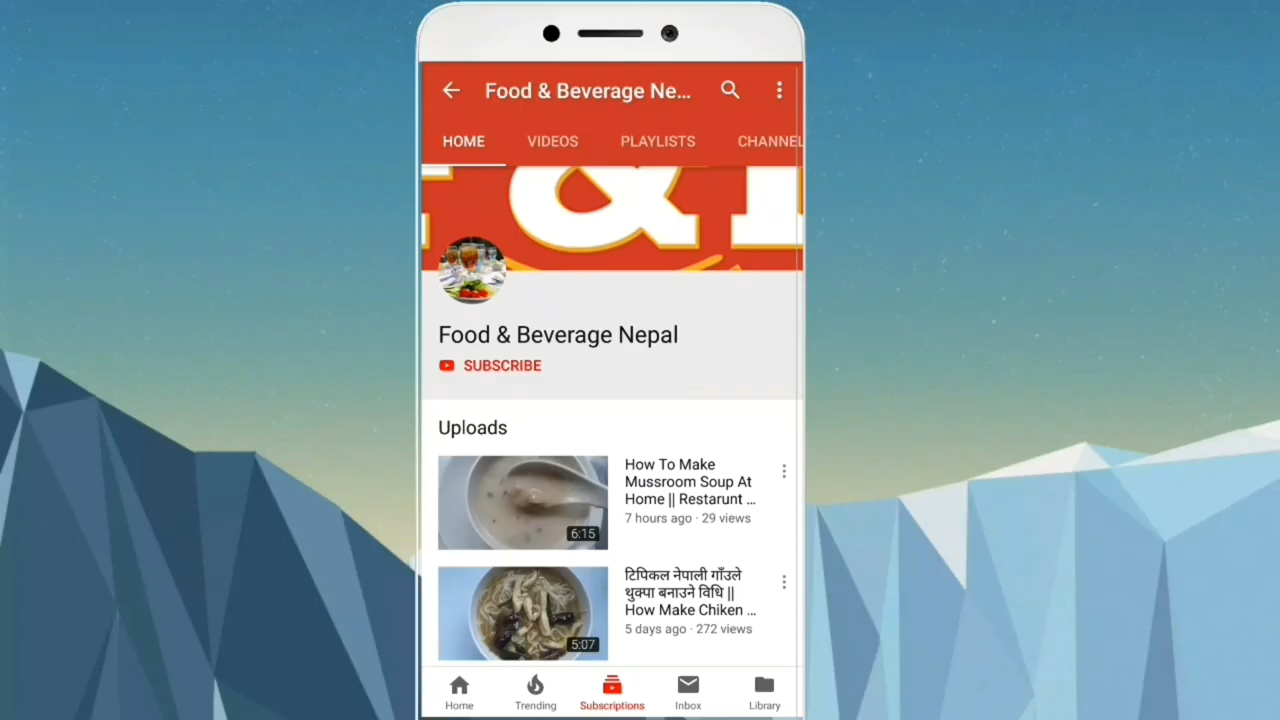 Food & Beverage Ne...
HOME VIDEOS PLAYLISTS CHANNEL
&
Food & Beverage Nepal
SUBSCRIBE
Uploads
How To Make
Mussroom Soup At
Home || Restarunt ...
7 hours ago · 29 views
6:15
टिपिकल नेपाली गाँउले
थुक्पा बनाउने विधि ||
How Make Chiken ...
5 days ago · 272 views
5:07
Home Trending Subscriptions Inbox Library